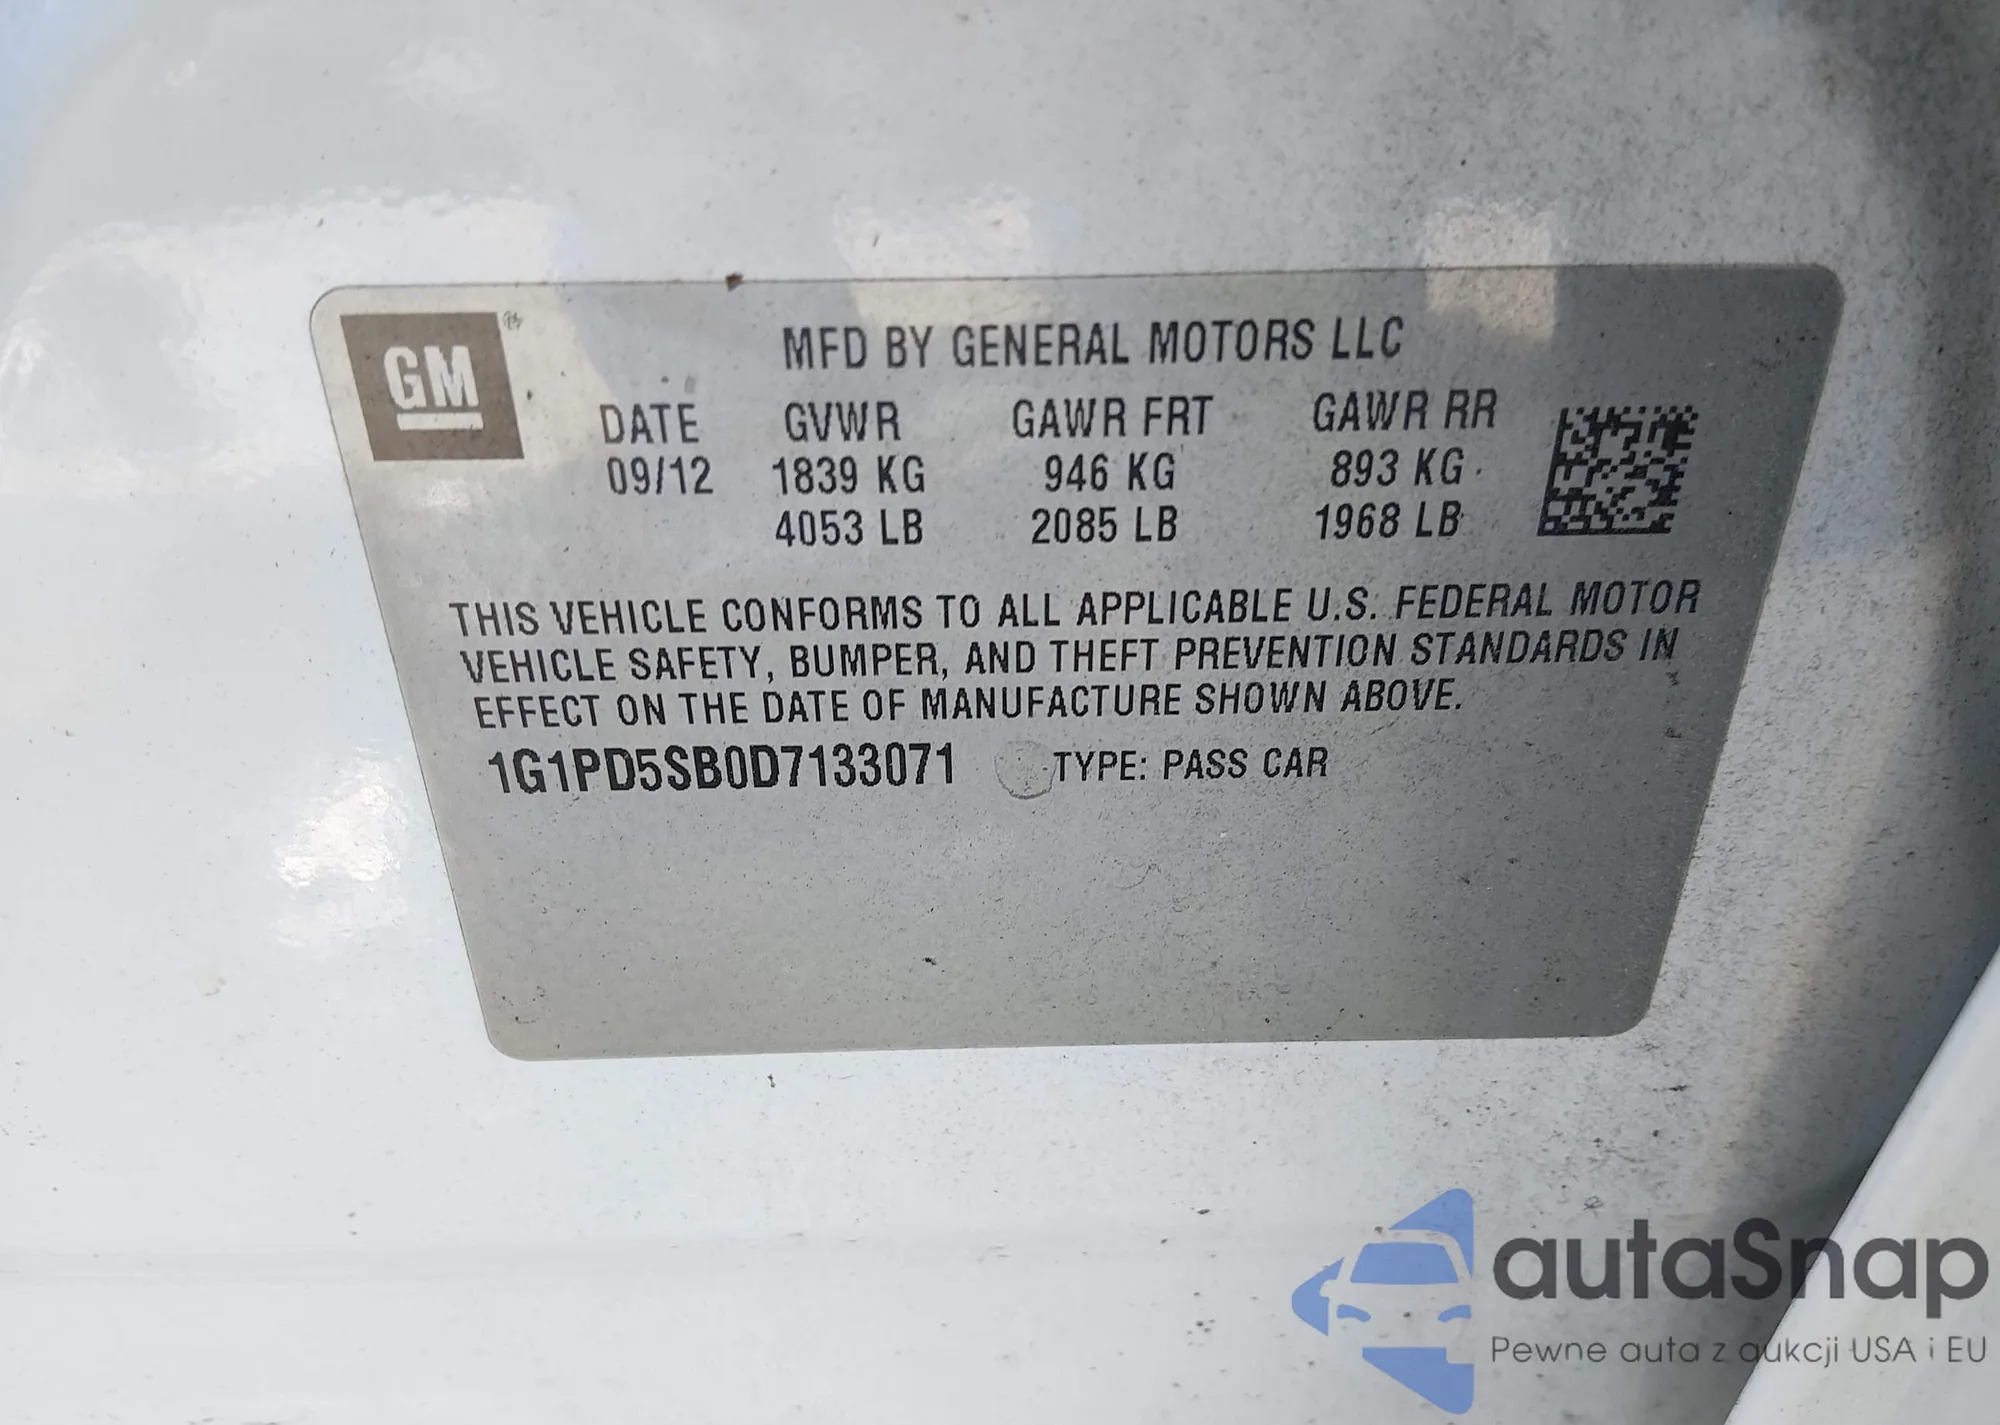 GM
MFD BY GENERAL MOTORS LLC
DATE GVWR GAWR FRT GAWR RR
09/12 1839 KG 946 KG 893 KG
4053 LB 2085 LB 1968 LB
THIS VEHICLE CONFORMS TO ALL APPLICABLE U.S. FEDERAL MOTOR
VEHICLE SAFETY, BUMPER, AND THEFT PREVENTION STANDARDS IN
EFFECT ON THE DATE OF MANUFACTURE SHOWN ABOVE.
1G1PD5SB0D7133071 TYPE: PASS CAR
autaSnap
Pewne auta z aukcji USA i EU